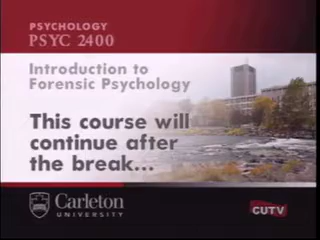 PSYCHOLOGY
PSYC 2400
Introduction to
Forensic Psychology
This course will
continue after
the break...
Carleton
UNIVERSITY
CUTV